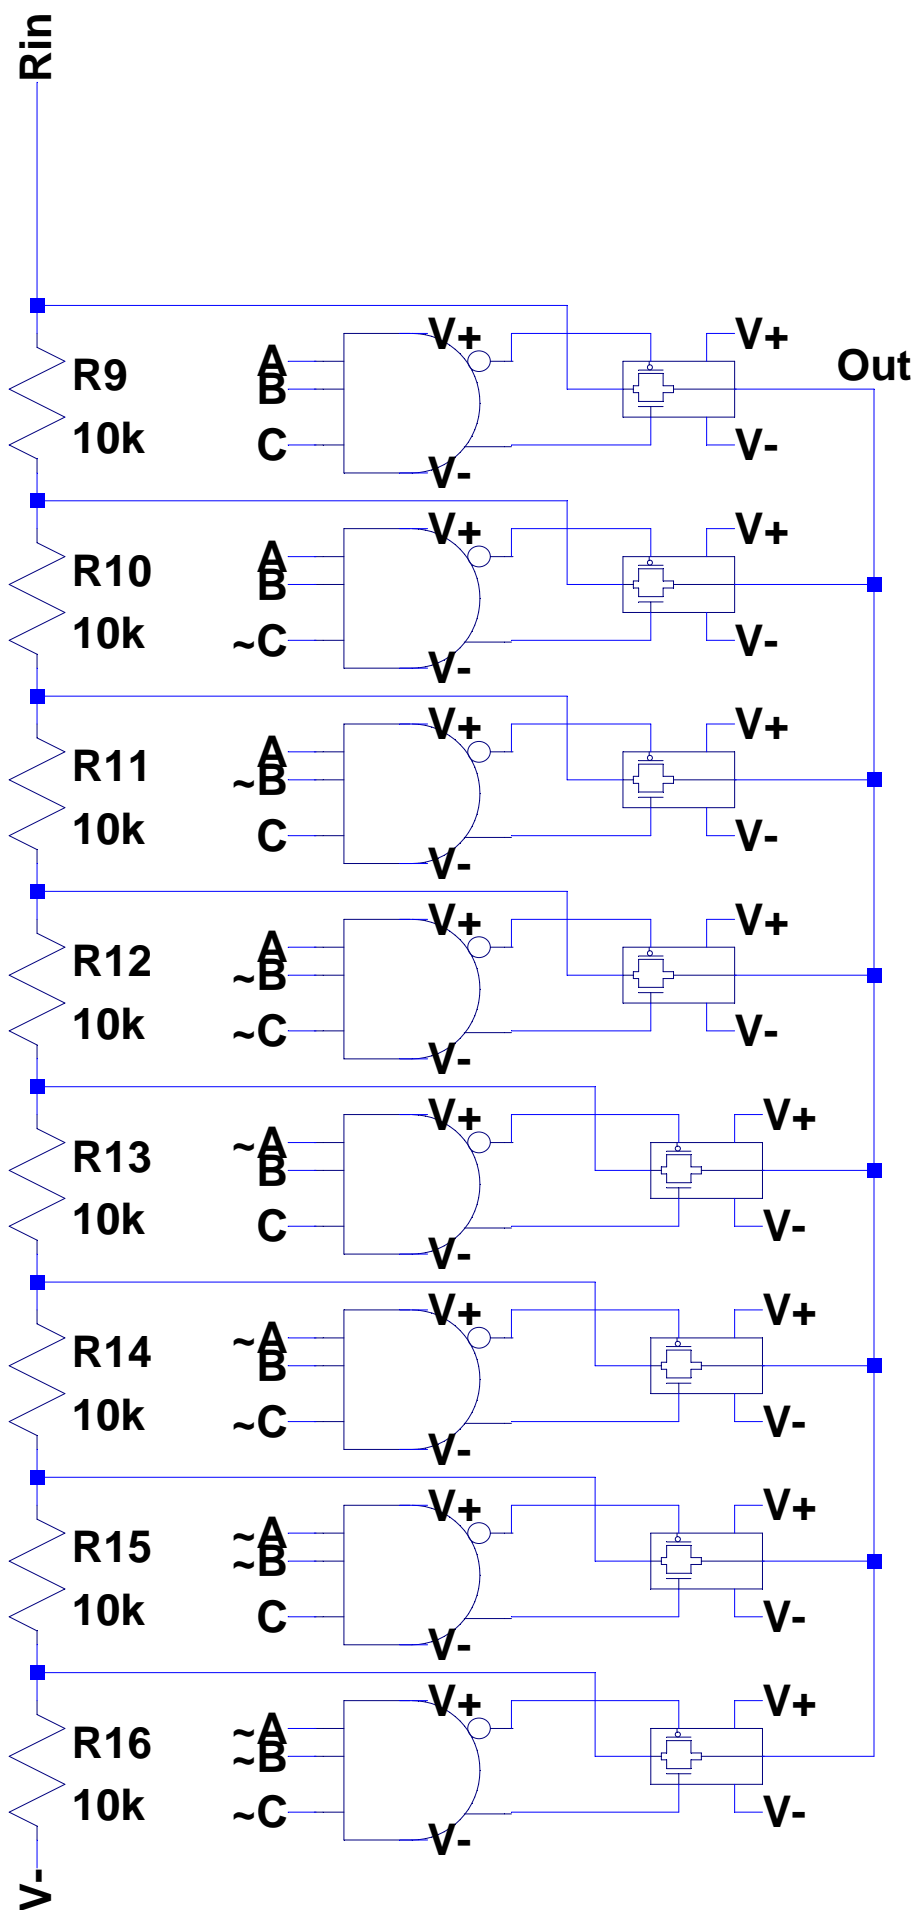 Rin
Out
V+ V+
A
B
R9
10k
C
V- V-
V+ V+
A
B
R10
10k
~C
V- V-
V+ V+
A
~B
R11
10k
C
V- V-
V+ V+
A
~B
R12
10k
~C
V- V-
V+ V+
~A
B
R13
10k
C
V- V-
V+ V+
~A
B
R14
10k
~C
V- V-
V+ V+
~A
~B
R15
10k
C
V- V-
V+ V+
~A
~B
R16
10k
~C
V- V-
V-